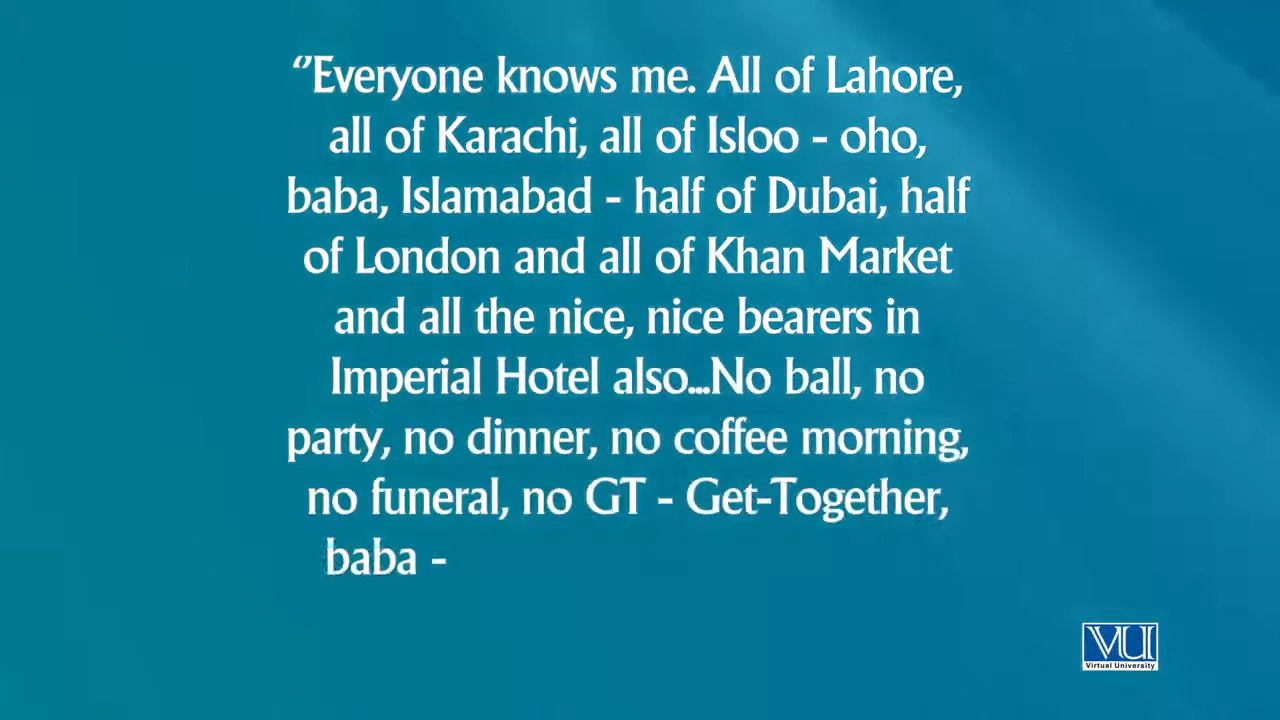 “Everyone knows me. All of Lahore,
all of Karachi, all of Isloo - oho,
baba, Islamabad - half of Dubai, half
of London and all of Khan Market
and all the nice, nice bearers in
Imperial Hotel also...No ball, no
party, no dinner, no coffee morning,
no funeral, no GT - Get-Together,
baba -
VU
Virtual University